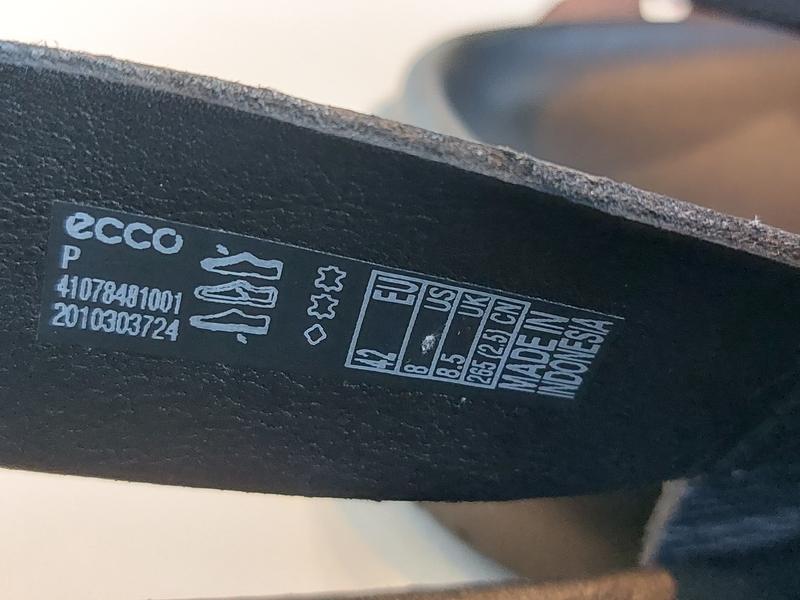 ecco
P
41078481001
2010303724
EU
42
US
8
UK
8.5
CN
265 (2.5)
MADE IN
INDONESIA